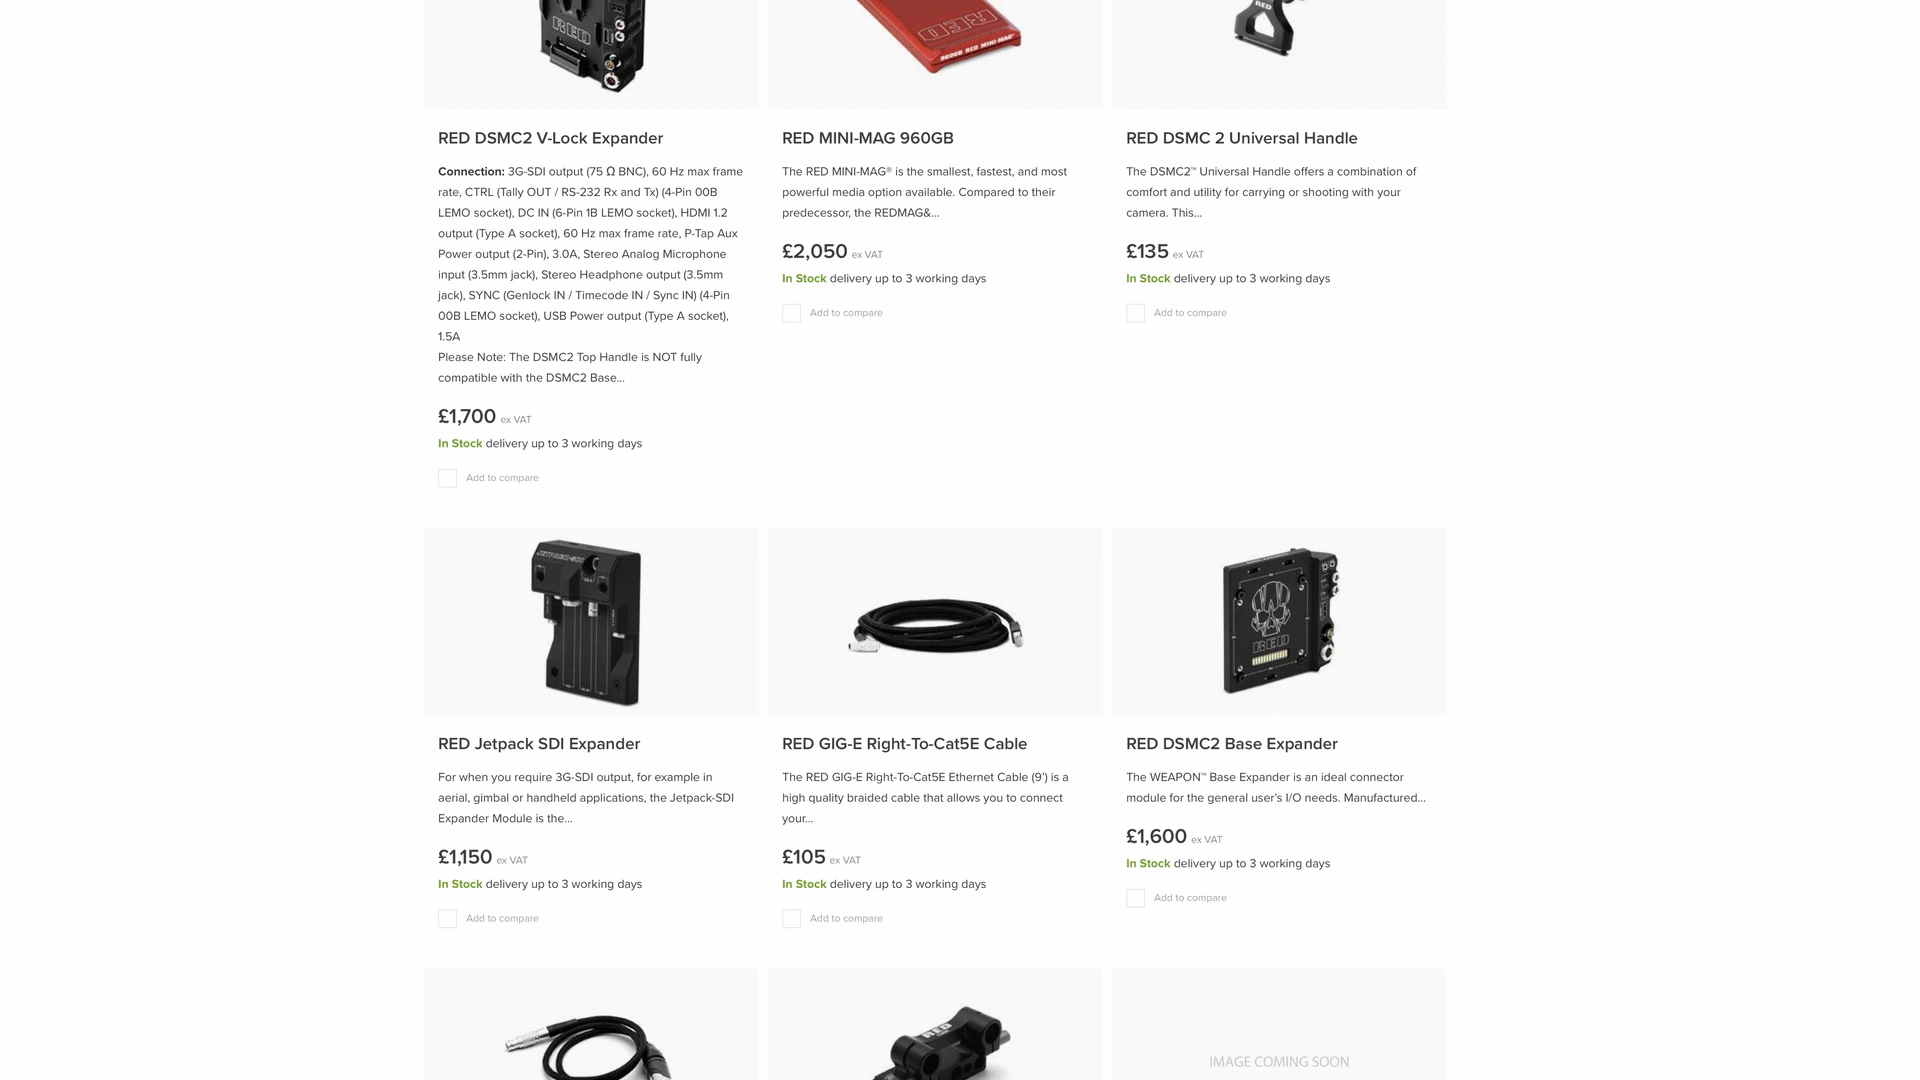 RED
RED
960GB RED MINI-MAG
RED
RED DSMC2 V-Lock Expander
Connection: 3G-SDI output (75 Ω BNC), 60 Hz max frame
rate, CTRL (Tally OUT / RS-232 Rx and Tx) (4-Pin 00B
LEMO socket), DC IN (6-Pin 1B LEMO socket), HDMI 1.2
output (Type A socket), 60 Hz max frame rate, P-Tap Aux
Power output (2-Pin), 3.0A, Stereo Analog Microphone
input (3.5mm jack), Stereo Headphone output (3.5mm
jack), SYNC (Genlock IN / Timecode IN / Sync IN) (4-Pin
00B LEMO socket), USB Power output (Type A socket),
1.5A
Please Note: The DSMC2 Top Handle is NOT fully
compatible with the DSMC2 Base...
£1,700 ex VAT
In Stock delivery up to 3 working days
Add to compare
RED MINI-MAG 960GB
The RED MINI-MAG® is the smallest, fastest, and most
powerful media option available. Compared to their
predecessor, the REDMAG&...
£2,050 ex VAT
In Stock delivery up to 3 working days
Add to compare
RED DSMC 2 Universal Handle
The DSMC2™ Universal Handle offers a combination of
comfort and utility for carrying or shooting with your
camera. This...
£135 ex VAT
In Stock delivery up to 3 working days
Add to compare
JETPACK-SDI
RED Jetpack SDI Expander
For when you require 3G-SDI output, for example in
aerial, gimbal or handheld applications, the Jetpack-SDI
Expander Module is the...
£1,150 ex VAT
In Stock delivery up to 3 working days
Add to compare
RED GIG-E Right-To-Cat5E Cable
The RED GIG-E Right-To-Cat5E Ethernet Cable (9') is a
high quality braided cable that allows you to connect
your...
£105 ex VAT
In Stock delivery up to 3 working days
Add to compare
RED
RED DSMC2 Base Expander
The WEAPON™ Base Expander is an ideal connector
module for the general user's I/O needs. Manufactured...
£1,600 ex VAT
In Stock delivery up to 3 working days
Add to compare
RED
IMAGE COMING SOON